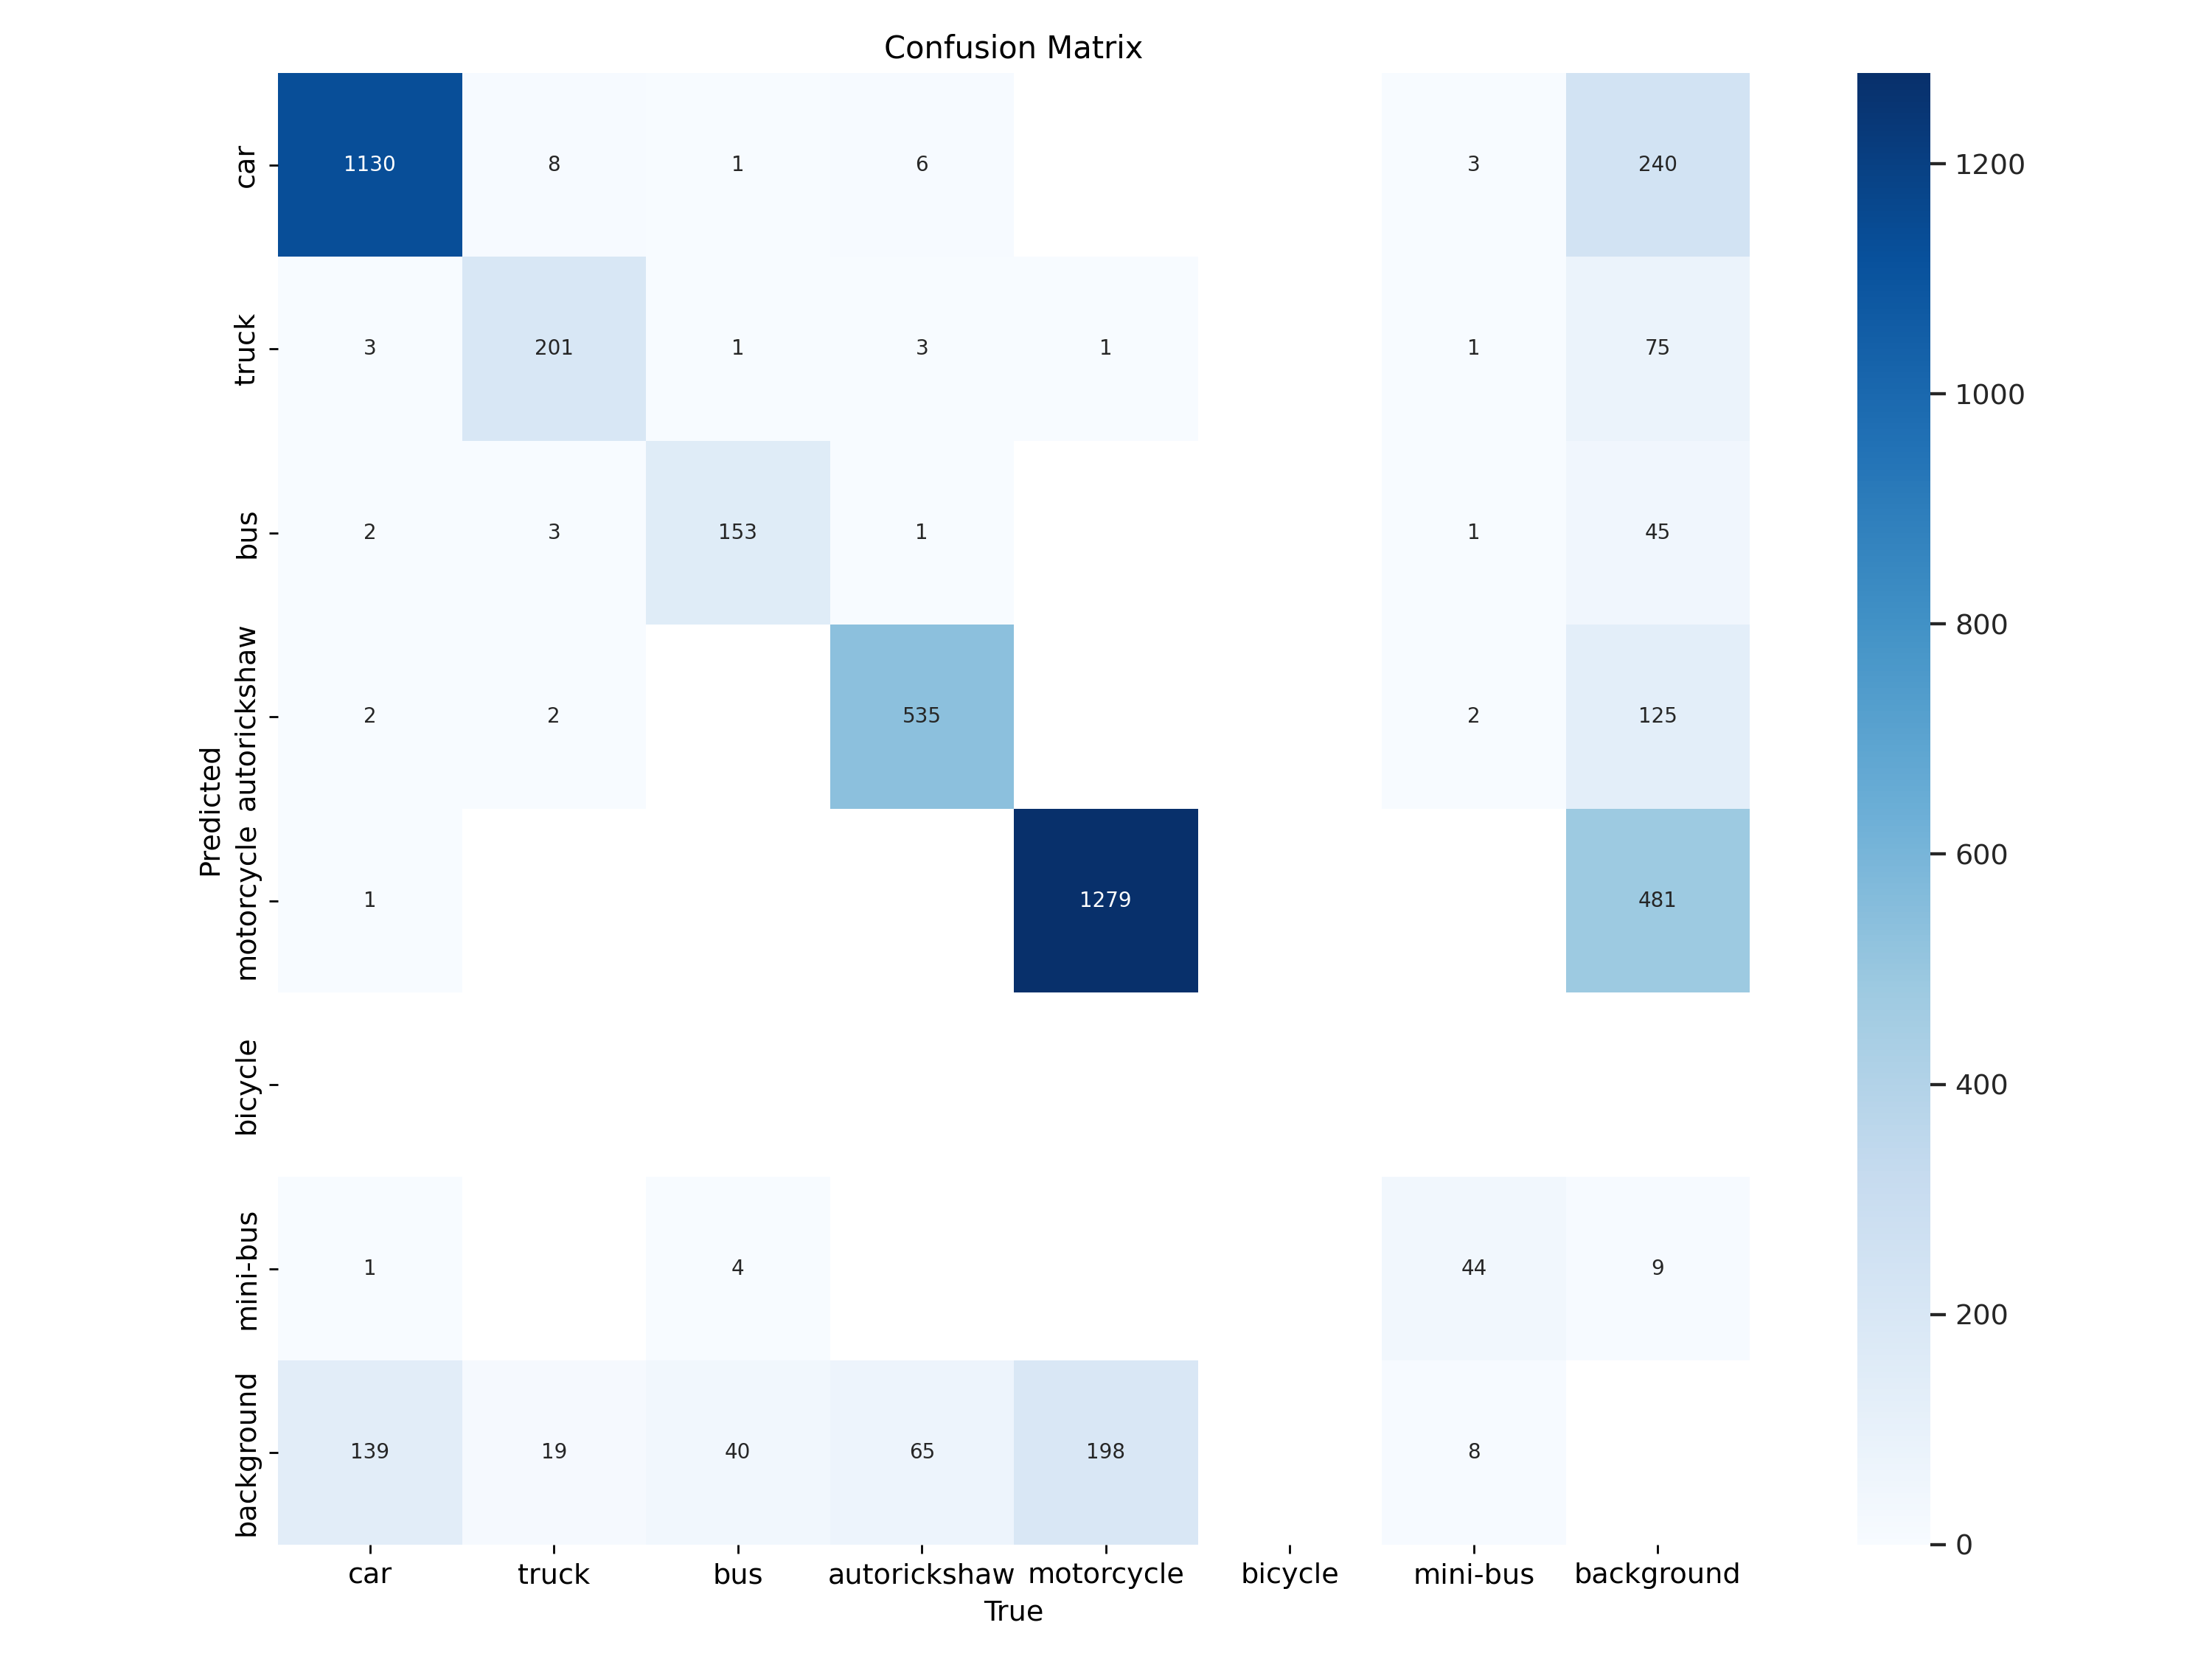 Confusion Matrix
car 1130 8 1 6 3 240
truck 3 201 1 3 1 1 75
bus 2 3 153 1 1 45
autorickshaw 2 2 535 2 125
motorcycle 1 1279 481
bicycle
mini-bus 1 4 44 9
background 139 19 40 65 198 8
Predicted
car truck bus autorickshaw motorcycle bicycle mini-bus background
True
1200
1000
800
600
400
200
0